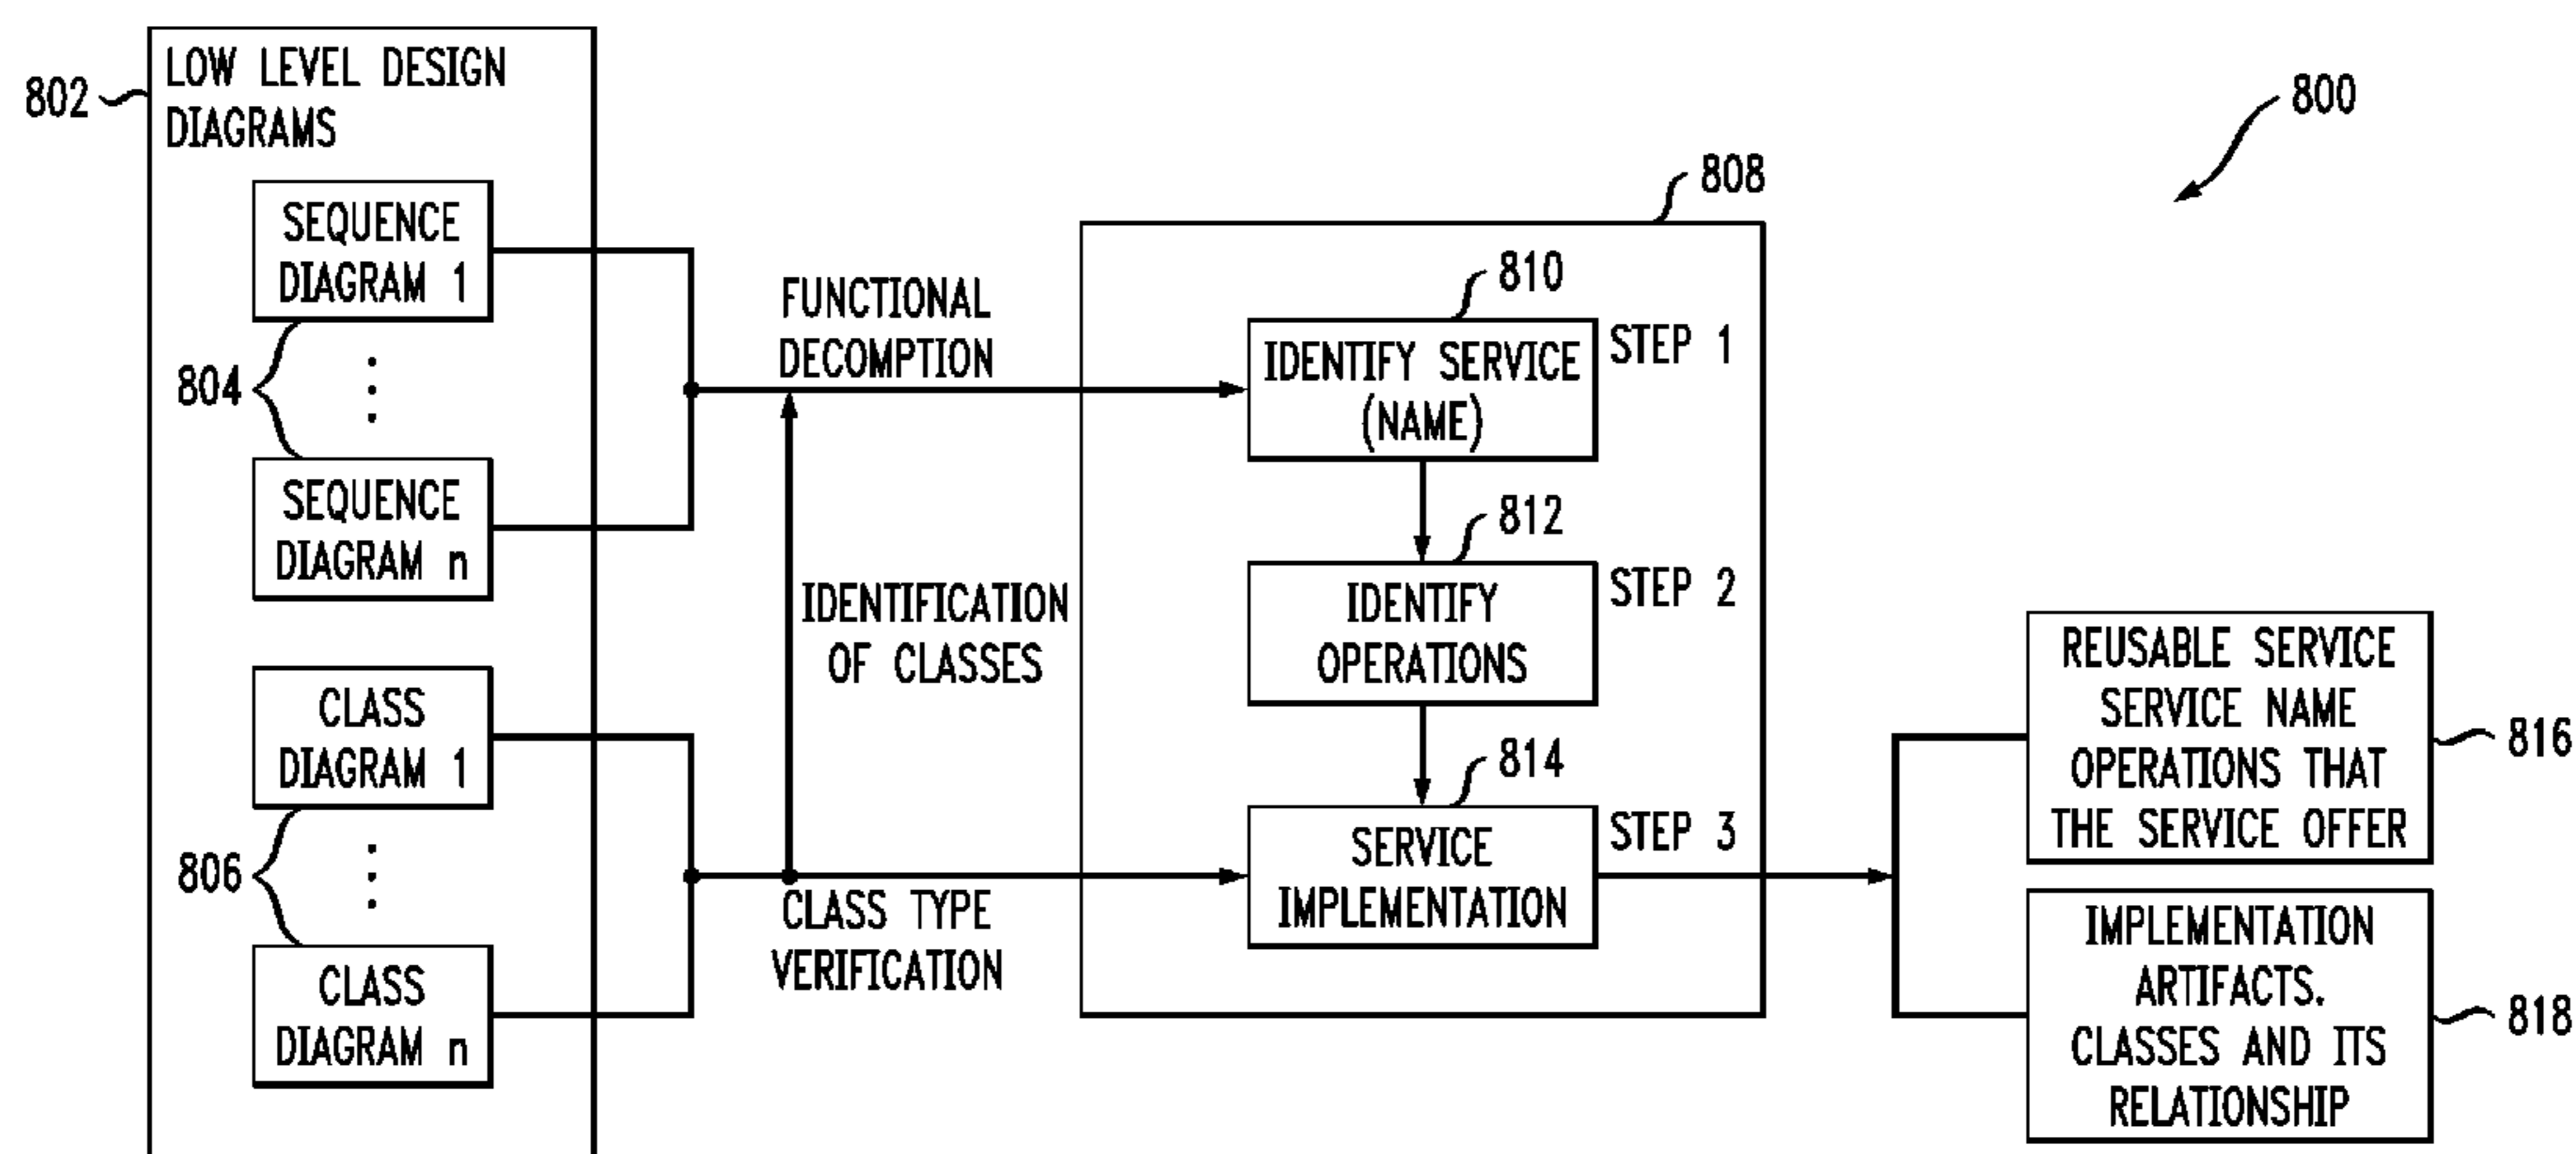 LOW LEVEL DESIGN
DIAGRAMS
802
SEQUENCE
DIAGRAM 1
804
SEQUENCE
DIAGRAM n
CLASS
DIAGRAM 1
806
CLASS
DIAGRAM n
FUNCTIONAL
DECOMPTION
IDENTIFICATION
OF CLASSES
CLASS TYPE
VERIFICATION
808
810
IDENTIFY SERVICE
(NAME)
STEP 1
812
IDENTIFY
OPERATIONS
STEP 2
814
SERVICE
IMPLEMENTATION
STEP 3
800
REUSABLE SERVICE
SERVICE NAME
OPERATIONS THAT
THE SERVICE OFFER
816
IMPLEMENTATION
ARTIFACTS.
CLASSES AND ITS
RELATIONSHIP
818